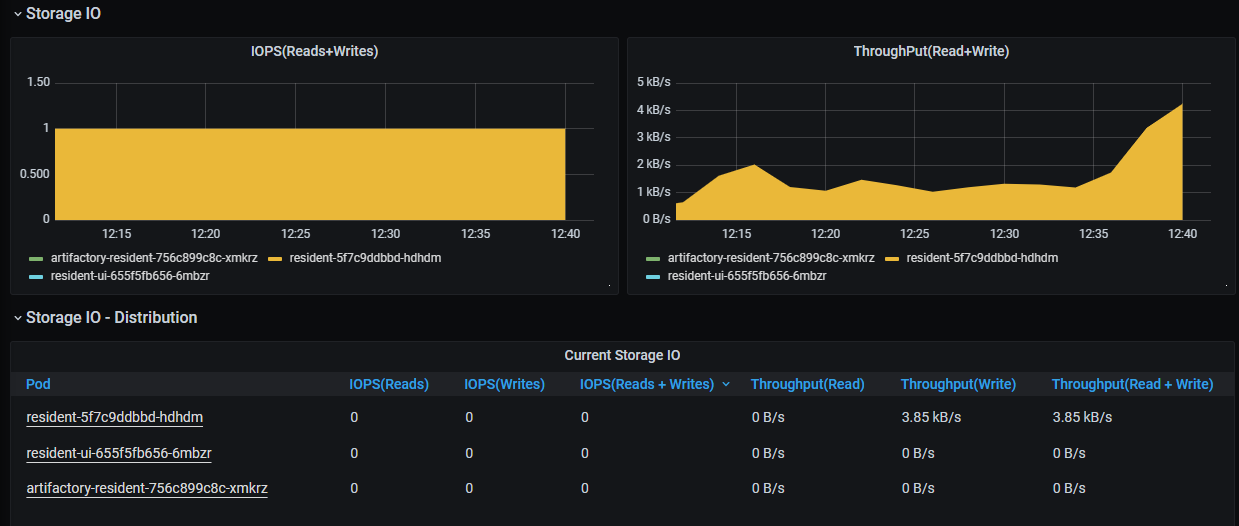 Storage IO
IOPS(Reads+Writes)
1.50
1
0.500
0
12:15 12:20 12:25 12:30 12:35 12:40
artifactory-resident-756c899c8c-xmkrz resident-5f7c9ddbbd-hdhdm
resident-ui-655f5fb656-6mbzr
ThroughPut(Read+Write)
5 kB/s
4 kB/s
3 kB/s
2 kB/s
1 kB/s
0 B/s
12:15 12:20 12:25 12:30 12:35 12:40
artifactory-resident-756c899c8c-xmkrz resident-5f7c9ddbbd-hdhdm
resident-ui-655f5fb656-6mbzr
Storage IO - Distribution
Current Storage IO
Pod IOPS(Reads) IOPS(Writes) IOPS(Reads + Writes) Throughput(Read) Throughput(Write) Throughput(Read + Write)
resident-5f7c9ddbbd-hdhdm 0 0 0 0 B/s 3.85 kB/s 3.85 kB/s
resident-ui-655f5fb656-6mbzr 0 0 0 0 B/s 0 B/s 0 B/s
artifactory-resident-756c899c8c-xmkrz 0 0 0 0 B/s 0 B/s 0 B/s